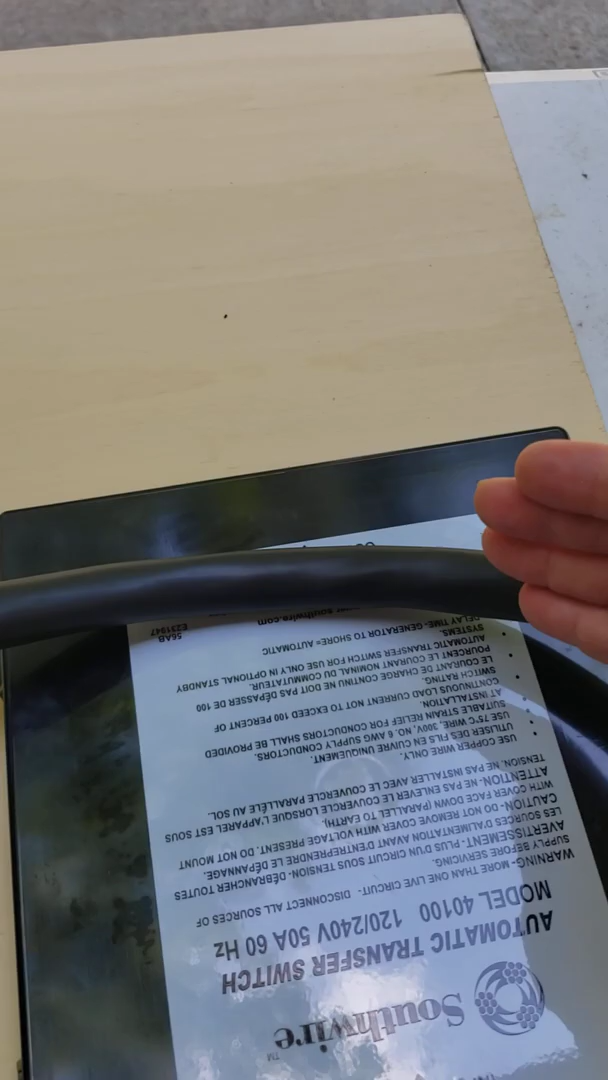 Southwire™
AUTOMATIC TRANSFER SWITCH
MODEL 40100 120/240V 50A 60 Hz
WARNING- MORE THAN ONE LIVE CIRCUIT- DISCONNECT ALL SOURCES OF
SUPPLY BEFORE SERVICING.
AVERTISSEMENT- PLUS D'UN CIRCUIT SOUS TENSION- DÉBRANCHER TOUTES
LES SOURCES D'ALIMENTATION AVANT D'ENTREPRENDRE LE DÉPANNAGE.
CAUTION- DO NOT REMOVE COVER WITH VOLTAGE PRESENT. DO NOT MOUNT
WITH COVER FACE DOWN (PARALLEL TO EARTH).
ATTENTION- NE PAS ENLEVER LE COUVERCLE LORSQUE L'APPAREIL EST SOUS
TENSION. NE PAS INSTALLER AVEC LE COUVERCLE PARALLÈLE AU SOL.
• USE COPPER WIRE ONLY.
UTILISER DES FILS EN CUIVRE UNIQUEMENT.
• USE 75°C WIRE, 300V, NO. 6 AWG SUPPLY CONDUCTORS.
• SUITABLE STRAIN RELIEF FOR CONDUCTORS SHALL BE PROVIDED
AT INSTALLATION.
• CONTINUOUS LOAD CURRENT NOT TO EXCEED 100 PERCENT OF
SWITCH RATING.
LE COURANT DE CHARGE CONTINU NE DOIT PAS DÉPASSER DE 100
POURCENT LE COURANT NOMINAL DU COMMUTATEUR.
• AUTOMATIC TRANSFER SWITCH FOR USE ONLY IN OPTIONAL STANDBY
SYSTEMS.
DELAY TIME- GENERATOR TO SHORE= AUTOMATIC
southwire.com
56AB
E231947